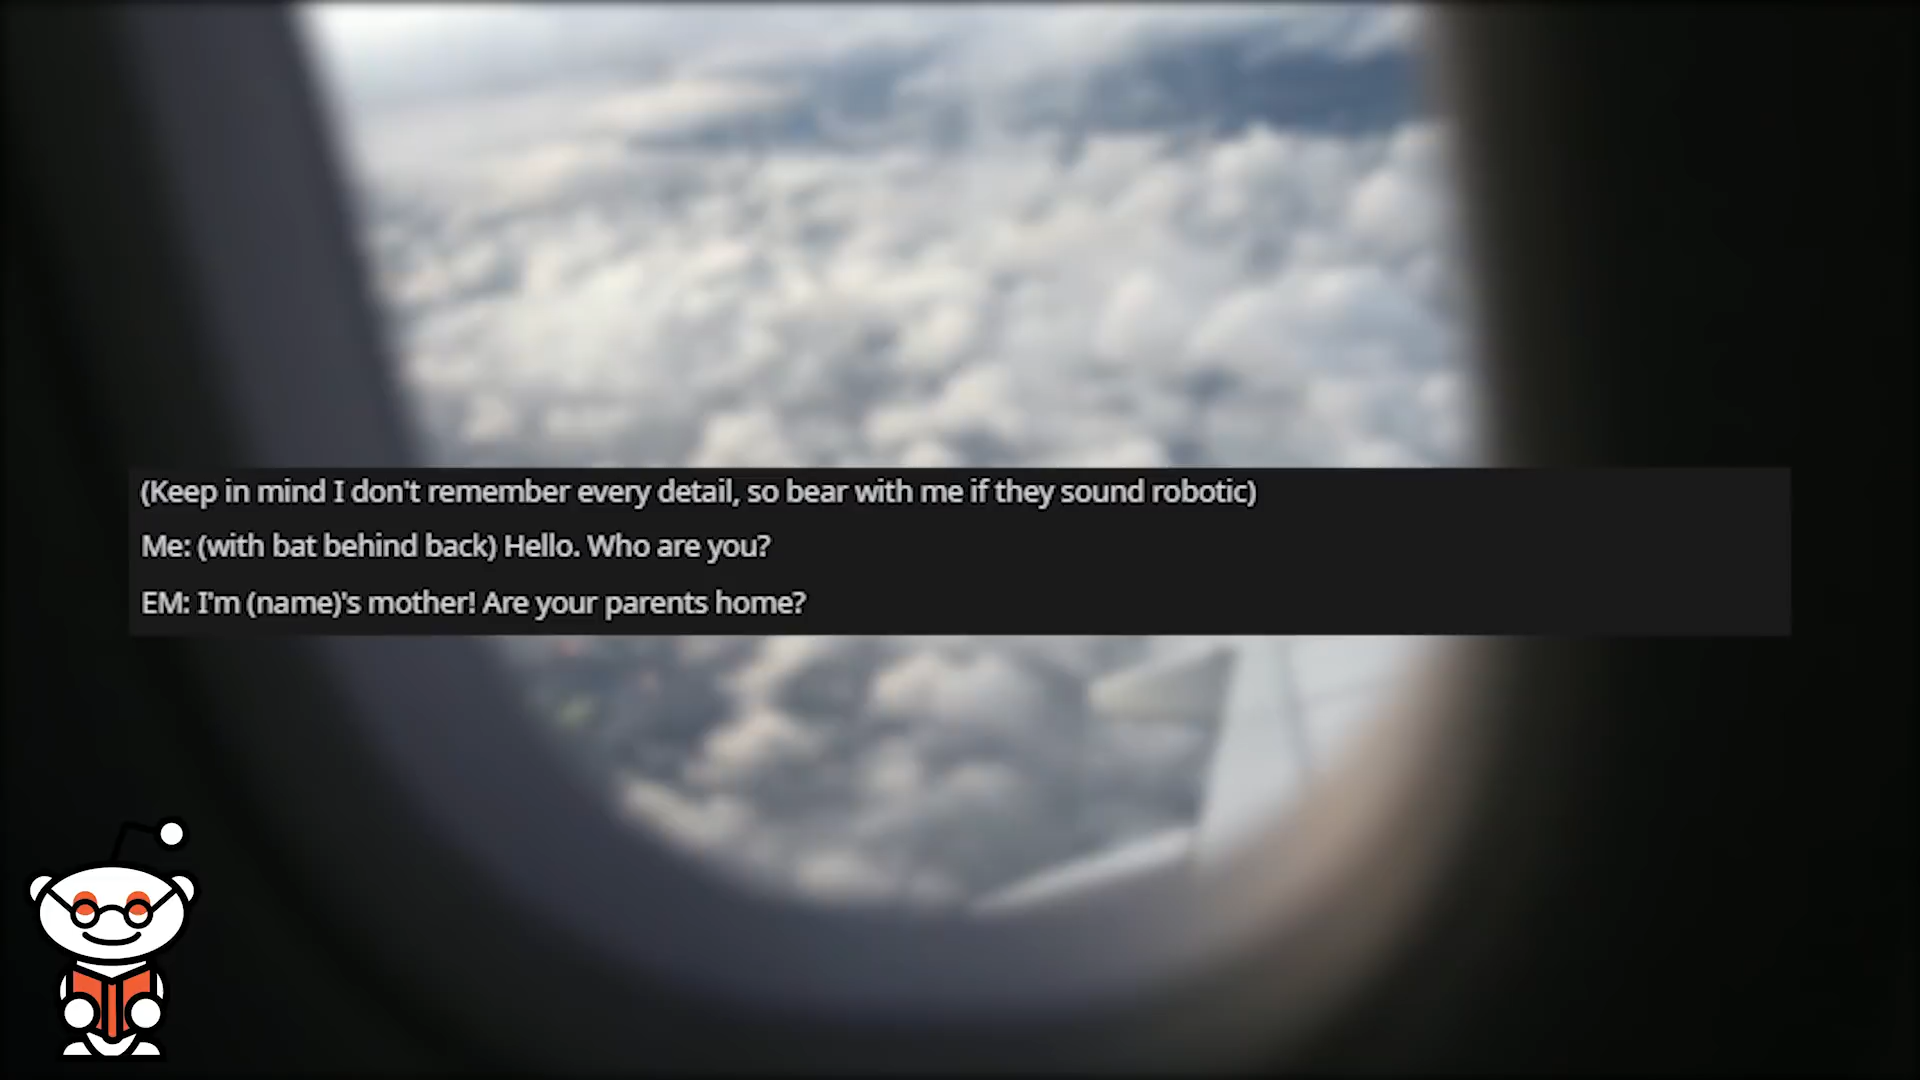 (Keep in mind I don't remember every detail, so bear with me if they sound robotic)
Me: (with bat behind back) Hello. Who are you?
EM: I'm (name)'s mother! Are your parents home?